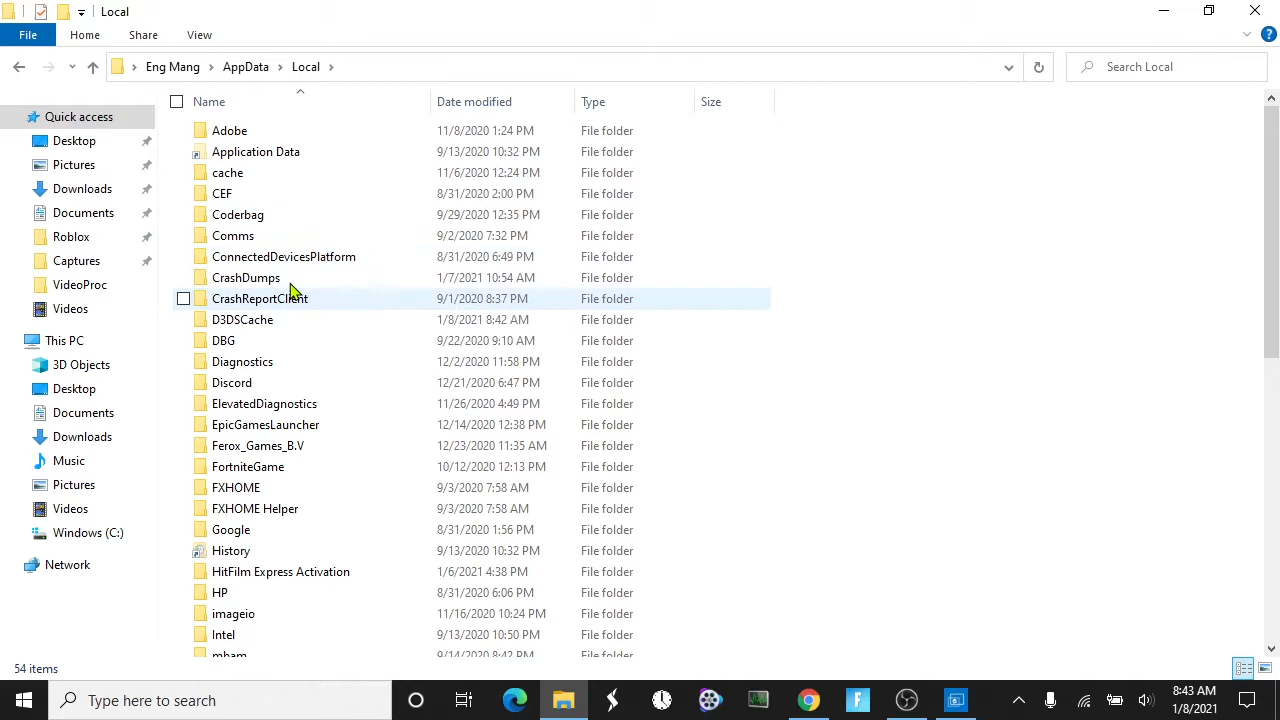 Local
File Home Share View
Eng Mang AppData Local
Search Local
Name Date modified Type Size
Quick access
Desktop
Pictures
Downloads
Documents
Roblox
Captures
VideoProc
Videos
This PC
3D Objects
Desktop
Documents
Downloads
Music
Pictures
Videos
Windows (C:)
Network
Adobe 11/8/2020 1:24 PM File folder
Application Data 9/13/2020 10:32 PM File folder
cache 11/6/2020 12:24 PM File folder
CEF 8/31/2020 2:00 PM File folder
Coderbag 9/29/2020 12:35 PM File folder
Comms 9/2/2020 7:32 PM File folder
ConnectedDevicesPlatform 8/31/2020 6:49 PM File folder
CrashDumps 1/7/2021 10:54 AM File folder
CrashReportClient 9/1/2020 8:37 PM File folder
D3DSCache 1/8/2021 8:42 AM File folder
DBG 9/22/2020 9:10 AM File folder
Diagnostics 12/2/2020 11:58 PM File folder
Discord 12/21/2020 6:47 PM File folder
ElevatedDiagnostics 11/26/2020 4:49 PM File folder
EpicGamesLauncher 12/14/2020 12:38 PM File folder
Ferox_Games_B.V 12/23/2020 11:35 AM File folder
FortniteGame 10/12/2020 12:13 PM File folder
FXHOME 9/3/2020 7:58 AM File folder
FXHOME Helper 9/3/2020 7:58 AM File folder
Google 8/31/2020 1:56 PM File folder
History 9/13/2020 10:32 PM File folder
HitFilm Express Activation 1/6/2021 4:38 PM File folder
HP 8/31/2020 6:06 PM File folder
imageio 11/16/2020 10:24 PM File folder
Intel 9/13/2020 10:50 PM File folder
mbam 9/14/2020 8:42 PM File folder
54 items
Type here to search
8:43 AM
1/8/2021